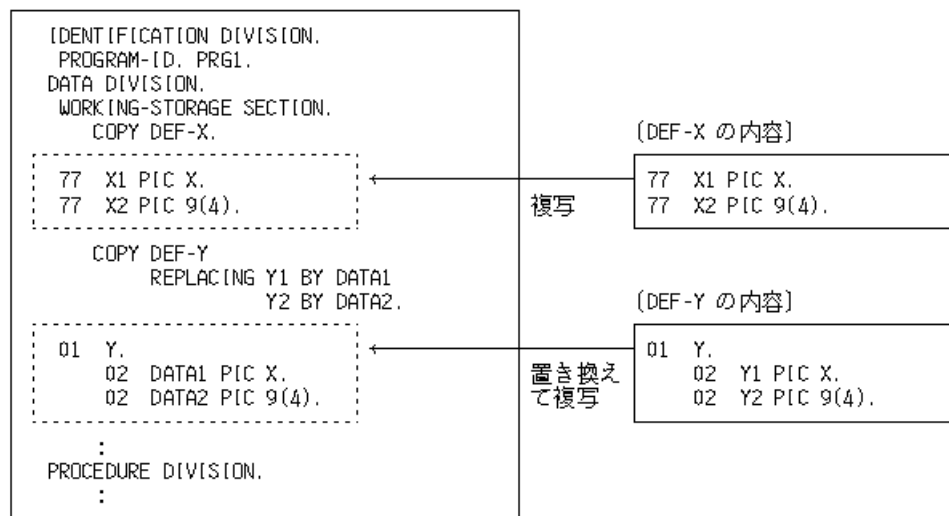 IDENTIFICATION DIVISION.
PROGRAM-ID. PRG1.
DATA DIVISION.
WORKING-STORAGE SECTION.
COPY DEF-X.
77 X1 PIC X.
77 X2 PIC 9(4).
複写
[DEF-X の内容]
77 X1 PIC X.
77 X2 PIC 9(4).
COPY DEF-Y
REPLACING Y1 BY DATA1
Y2 BY DATA2.
01 Y.
02 DATA1 PIC X.
02 DATA2 PIC 9(4).
置き換え
て複写
[DEF-Y の内容]
01 Y.
02 Y1 PIC X.
02 Y2 PIC 9(4).
:
PROCEDURE DIVISION.
: